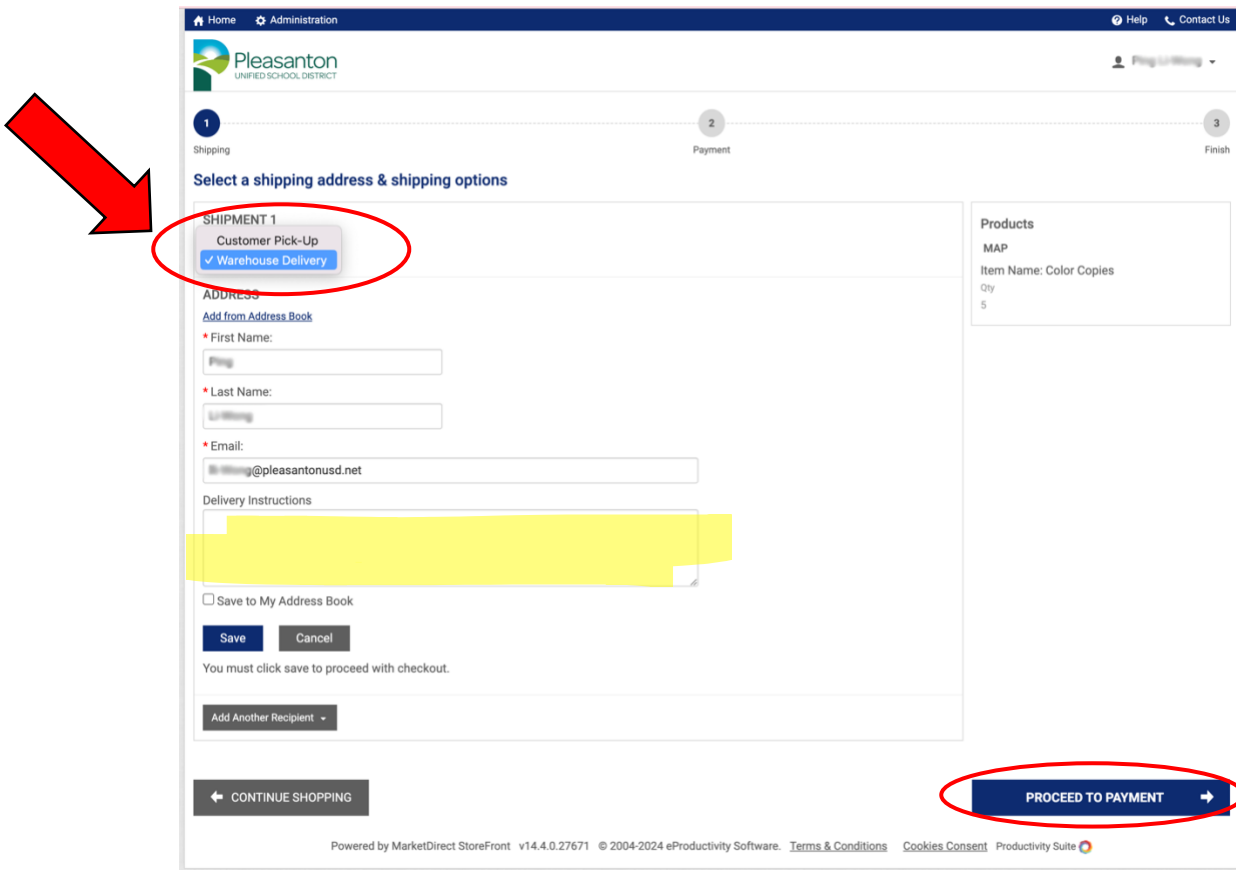 Home Administration Help Contact Us
Pleasanton
UNIFIED SCHOOL DISTRICT
1 2 3
Shipping Payment Finish
Select a shipping address & shipping options
SHIPMENT 1
Customer Pick-Up
✓ Warehouse Delivery
ADDRESS
Add from Address Book
* First Name:
* Last Name:
* Email:
@pleasantonusd.net
Delivery Instructions
Save to My Address Book
Save Cancel
You must click save to proceed with checkout.
Add Another Recipient
Products
MAP
Item Name: Color Copies
Qty
5
CONTINUE SHOPPING
PROCEED TO PAYMENT
Powered by MarketDirect StoreFront v14.4.0.27671 © 2004-2024 eProductivity Software. Terms & Conditions Cookies Consent Productivity Suite